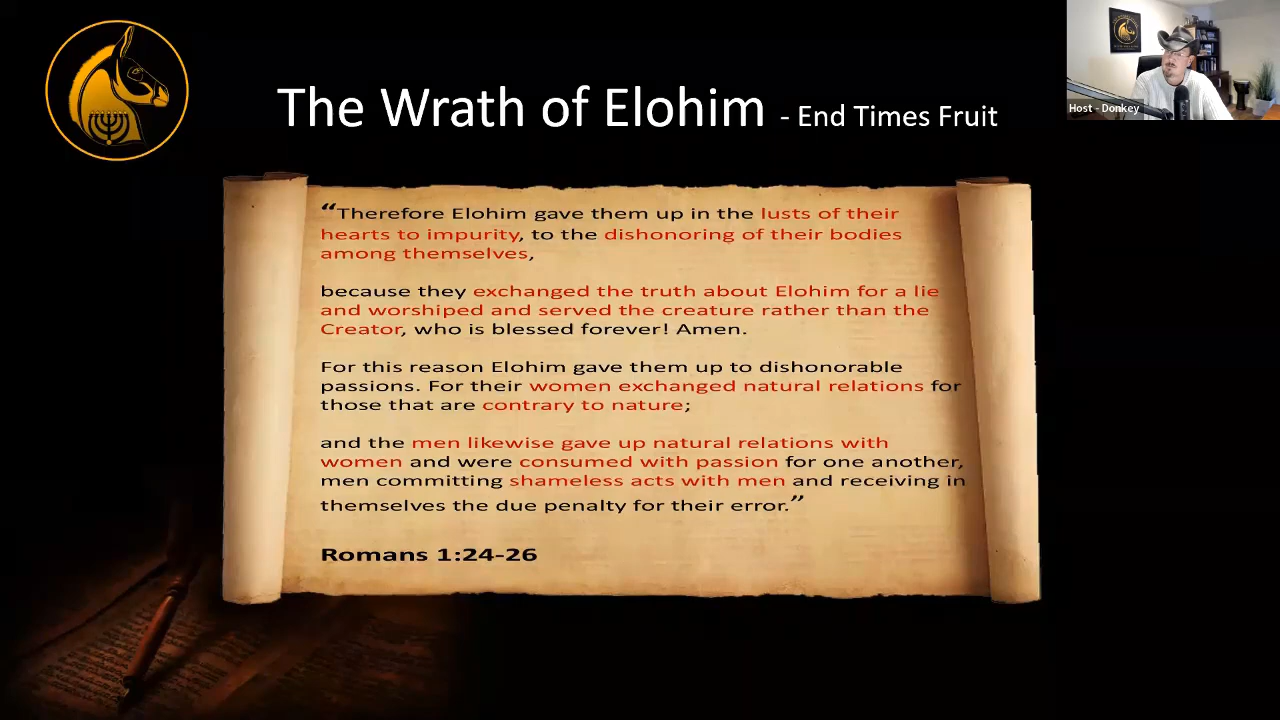 The Wrath of Elohim - End Times Fruit
Host - Donkey
“Therefore Elohim gave them up in the lusts of their
hearts to impurity, to the dishonoring of their bodies
among themselves,
because they exchanged the truth about Elohim for a lie
and worshiped and served the creature rather than the
Creator, who is blessed forever! Amen.
For this reason Elohim gave them up to dishonorable
passions. For their women exchanged natural relations for
those that are contrary to nature;
and the men likewise gave up natural relations with
women and were consumed with passion for one another,
men committing shameless acts with men and receiving in
themselves the due penalty for their error.”
Romans 1:24-26